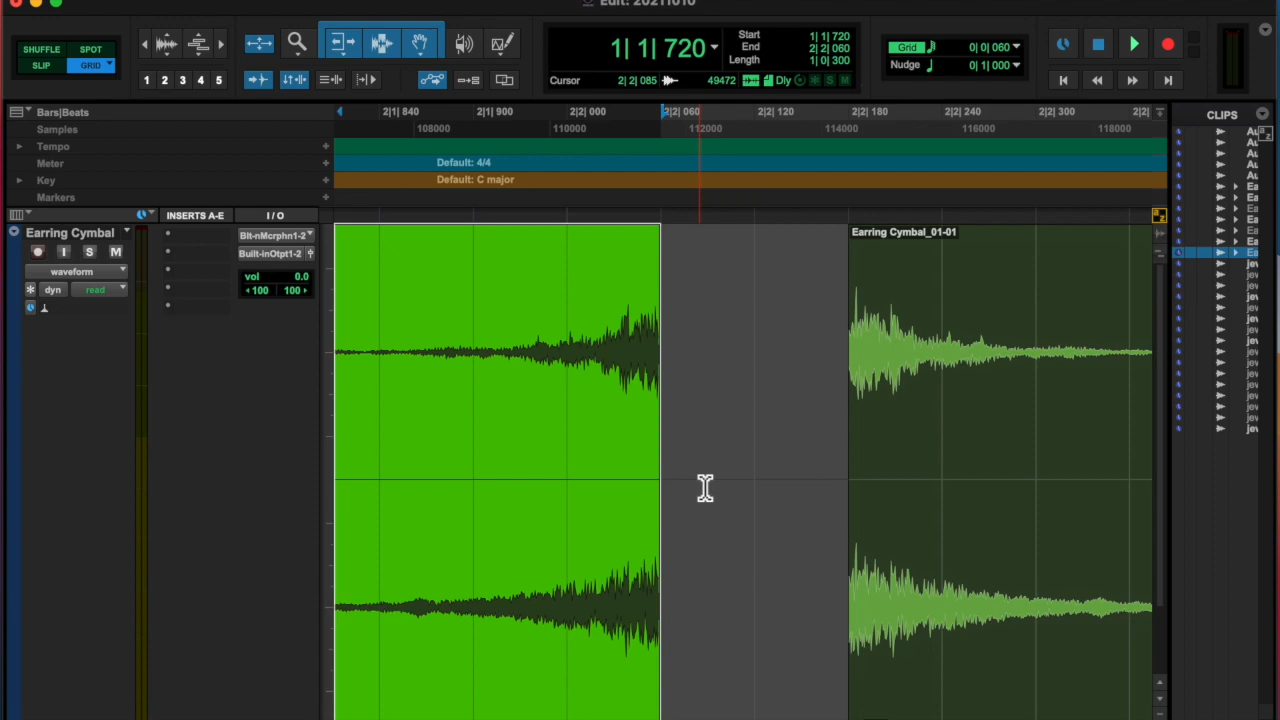 SHUFFLE SPOT
SLIP GRID
1 2 3 4 5
1| 1| 720
Start 1| 1| 720
End 2| 2| 060
Length 1| 0| 300
Cursor 2| 2| 085 49472 Dly S M
Grid 0| 0| 060
Nudge 0| 1| 000
Bars|Beats 2|1| 840 2|1| 900 2|2| 000 2|2| 060 2|2| 120 2|2| 180 2|2| 240 2|2| 300 2|2|
CLIPS
Samples 108000 110000 112000 114000 116000 118000
Tempo
Meter Default: 4/4
Key Default: C major
Markers
INSERTS A-E I / O
Earring Cymbal
Blt-nMcrphn1-2
I S M
Built-inOtpt1-2
waveform
vol 0.0
dyn read
100 100
Earring Cymbal_01-01